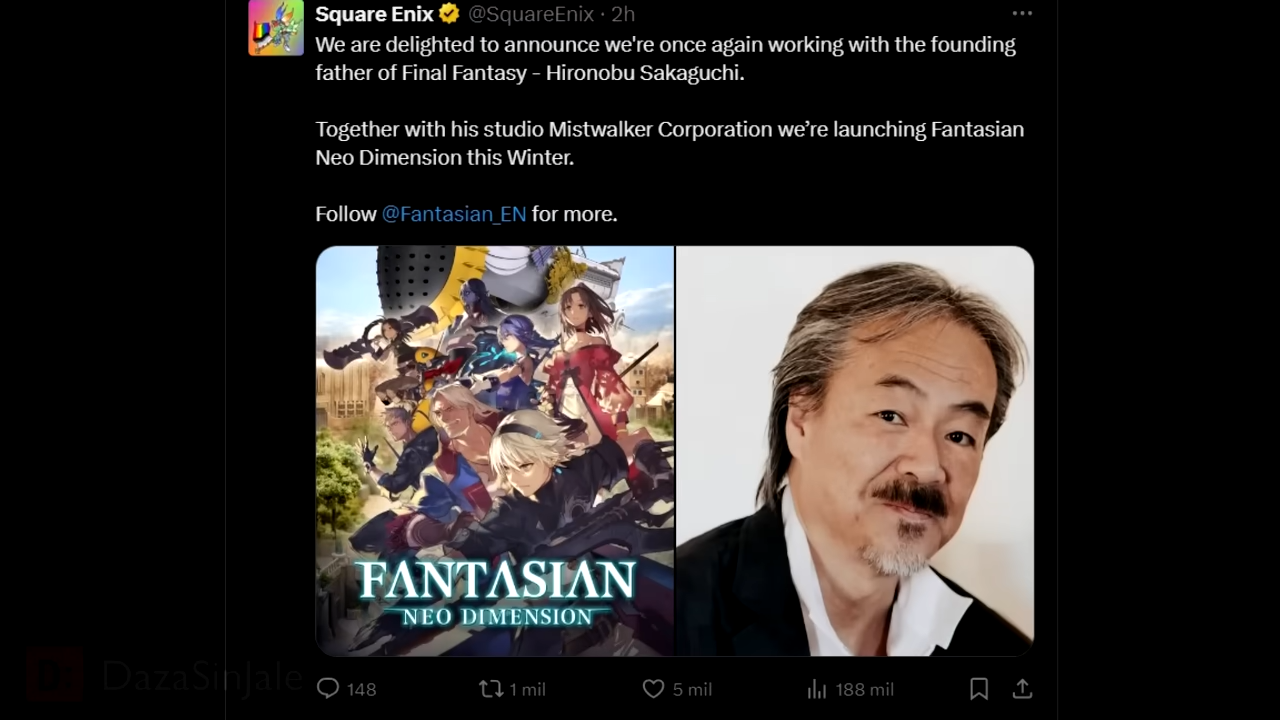 Square Enix @SquareEnix · 2h
We are delighted to announce we're once again working with the founding
father of Final Fantasy - Hironobu Sakaguchi.
Together with his studio Mistwalker Corporation we’re launching Fantasian
Neo Dimension this Winter.
Follow @Fantasian_EN for more.
FANTASIAN
NEO DIMENSION
148 1 mil 5 mil 188 mil
DazaSinJale